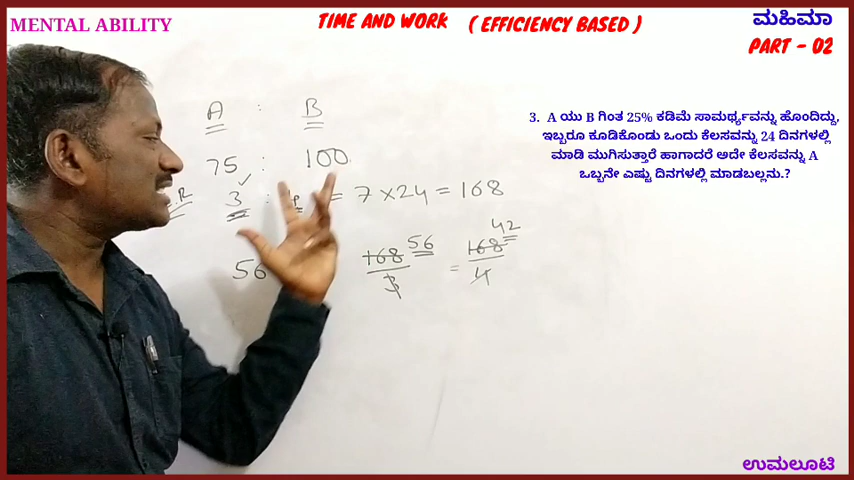 MENTAL ABILITY
TIME AND WORK ( EFFICIENCY BASED )
ಮಹಿಮಾ
PART - 02
3. A ಯು B ಗಿಂತ 25% ಕಡಿಮೆ ಸಾಮರ್ಥ್ಯವನ್ನು ಹೊಂದಿದ್ದು,
ಇಬ್ಬರೂ ಕೂಡಿಕೊಂಡು ಒಂದು ಕೆಲಸವನ್ನು 24 ದಿನಗಳಲ್ಲಿ
ಮಾಡಿ ಮುಗಿಸುತ್ತಾರೆ ಹಾಗಾದರೆ ಅದೇ ಕೆಲಸವನ್ನು A
ಒಬ್ಬನೇ ಎಷ್ಟು ದಿನಗಳಲ್ಲಿ ಮಾಡಬಲ್ಲನು.?
A : B
75 : 100
3 : = 7 × 24 = 168
56 168/3 56 = 168/4 42
ಉಮಲೂಟಿ